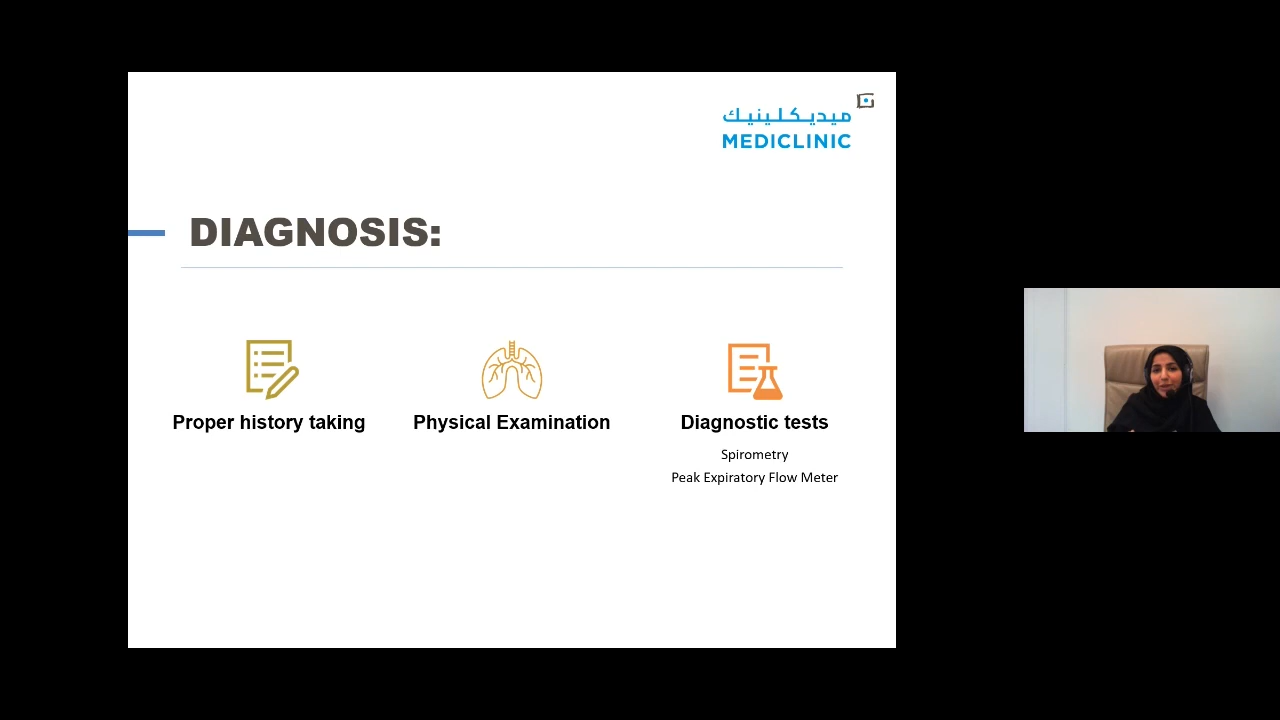 ميديكلينيك
MEDICLINIC
DIAGNOSIS:
Proper history taking
Physical Examination
Diagnostic tests
Spirometry
Peak Expiratory Flow Meter